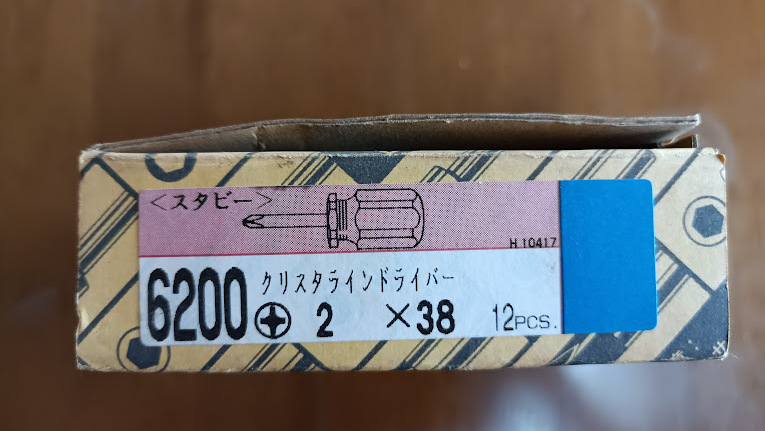 <スタビー>
H 10417
6200 クリスタラインドライバー
⊕ 2 ×38 12PCS.